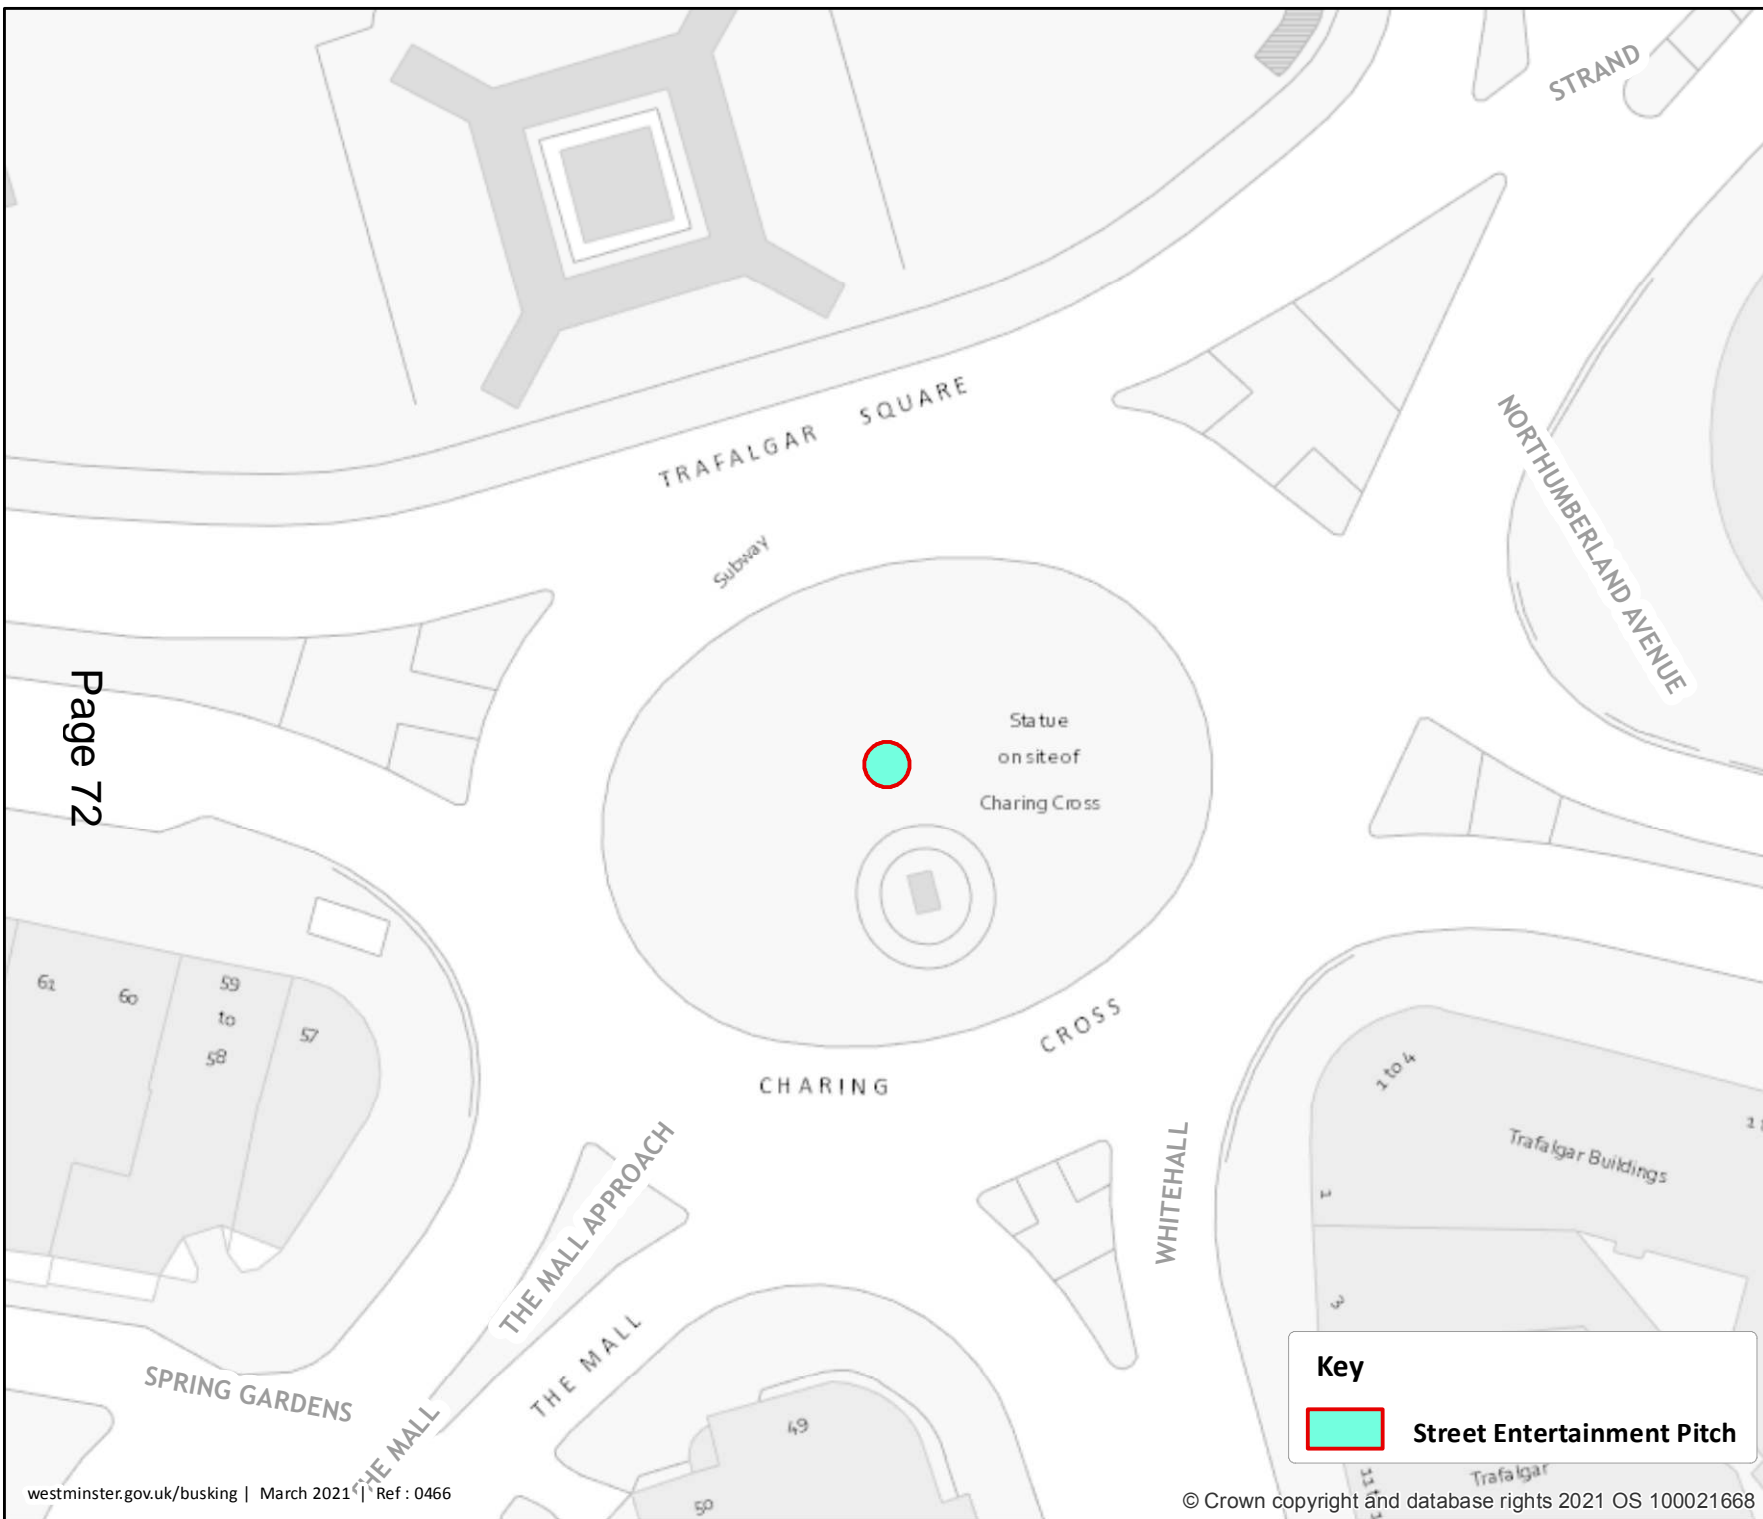 STRAND
NORTHUMBERLAND AVENUE
TRAFALGAR SQUARE
Subway
Page 72
Statue
on site of
Charing Cross
61
60
59
to
58
57
CHARING CROSS
1 to 4
Trafalgar Buildings
1
3
WHITEHALL
THE MALL APPROACH
THE MALL
SPRING GARDENS
THE MALL
49
50
Key
Street Entertainment Pitch
Trafalgar
westminster.gov.uk/busking | March 2021 | Ref : 0466
© Crown copyright and database rights 2021 OS 100021668